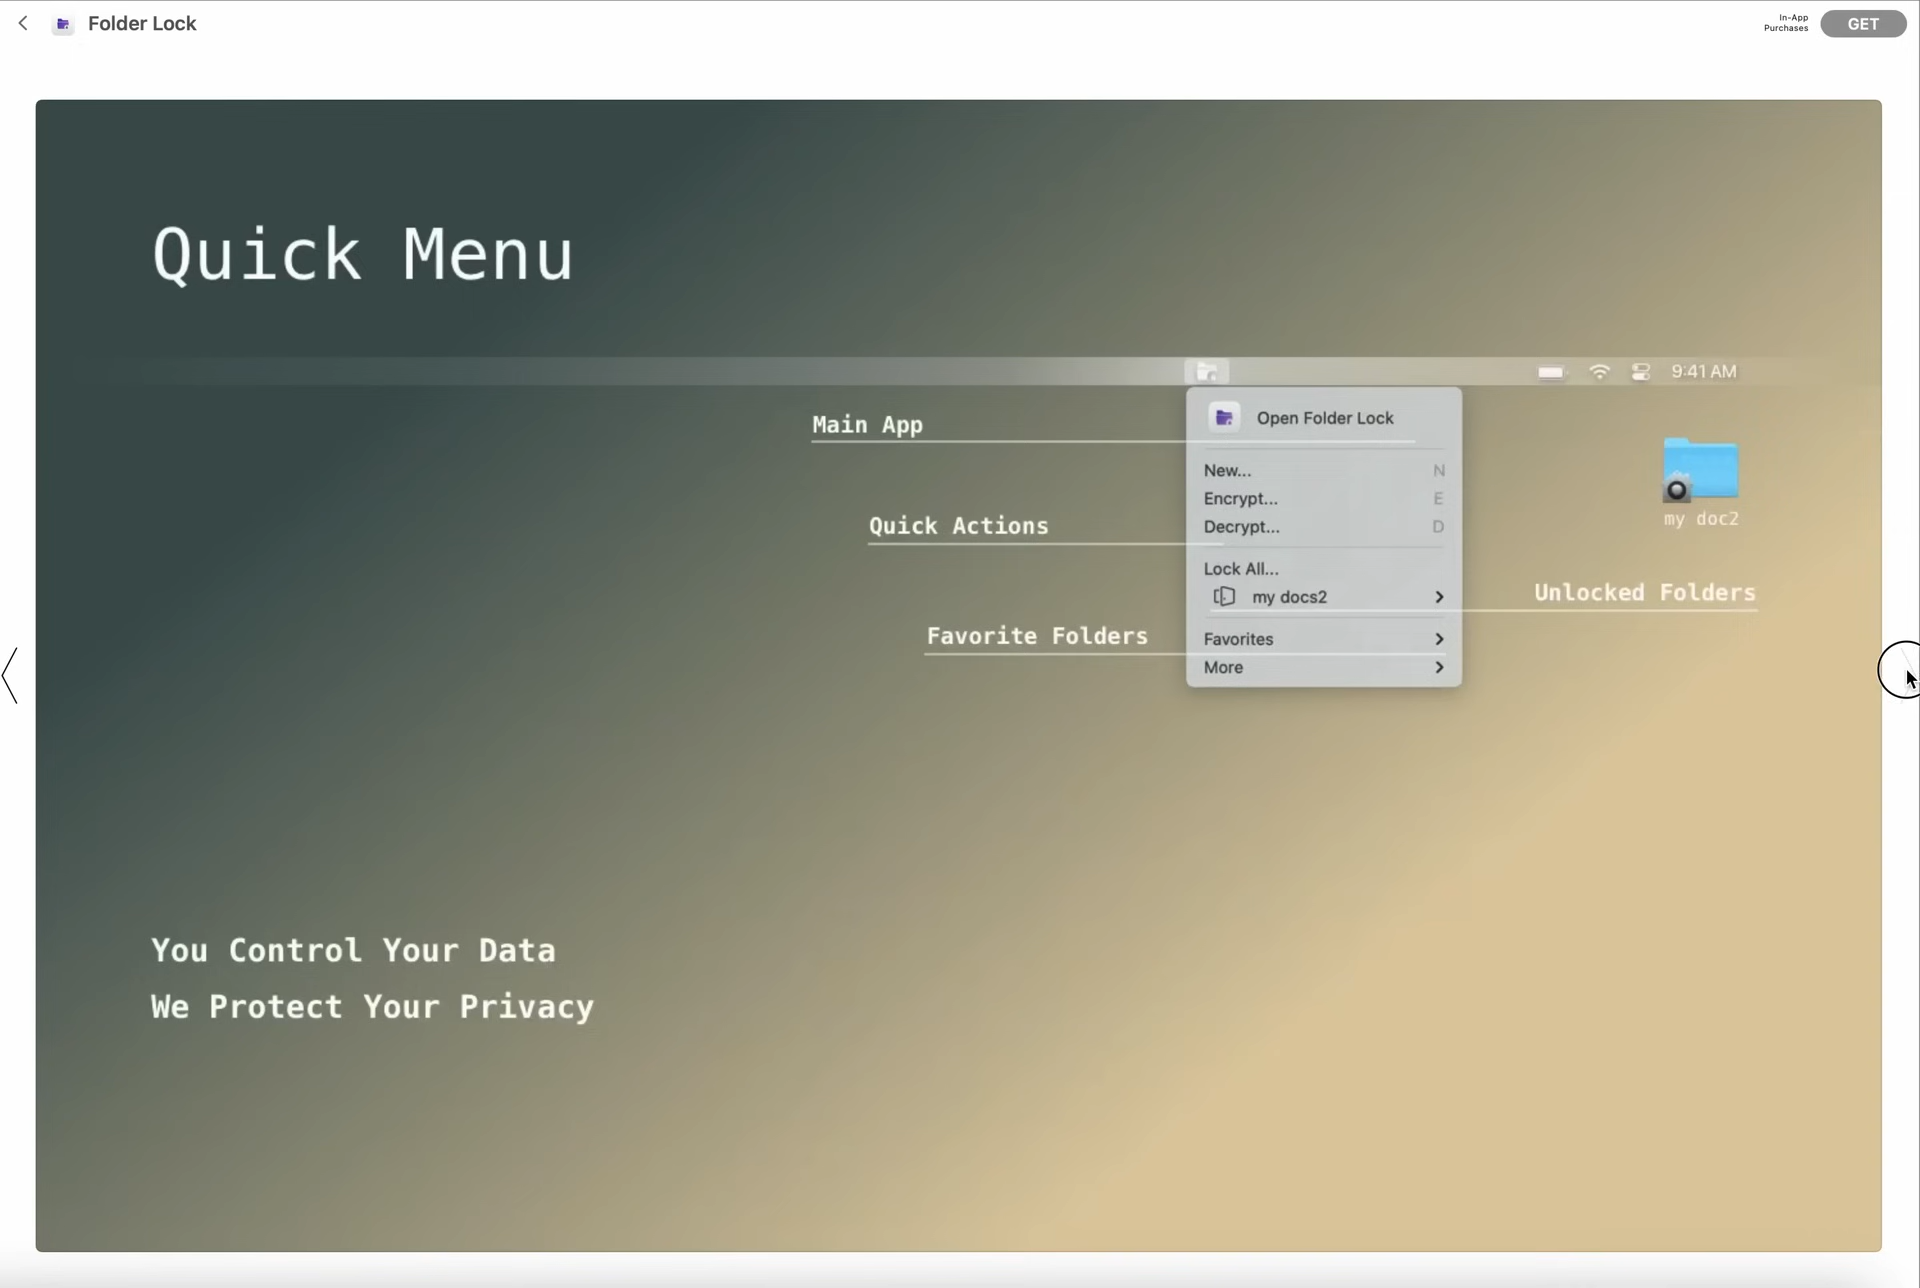 Folder Lock
In-App
Purchases
GET
Quick Menu
9:41 AM
Main App
Open Folder Lock
New... N
Encrypt... E
Quick Actions
Decrypt... D
my doc2
Lock All...
my docs2
Unlocked Folders
Favorite Folders
Favorites
More
You Control Your Data
We Protect Your Privacy